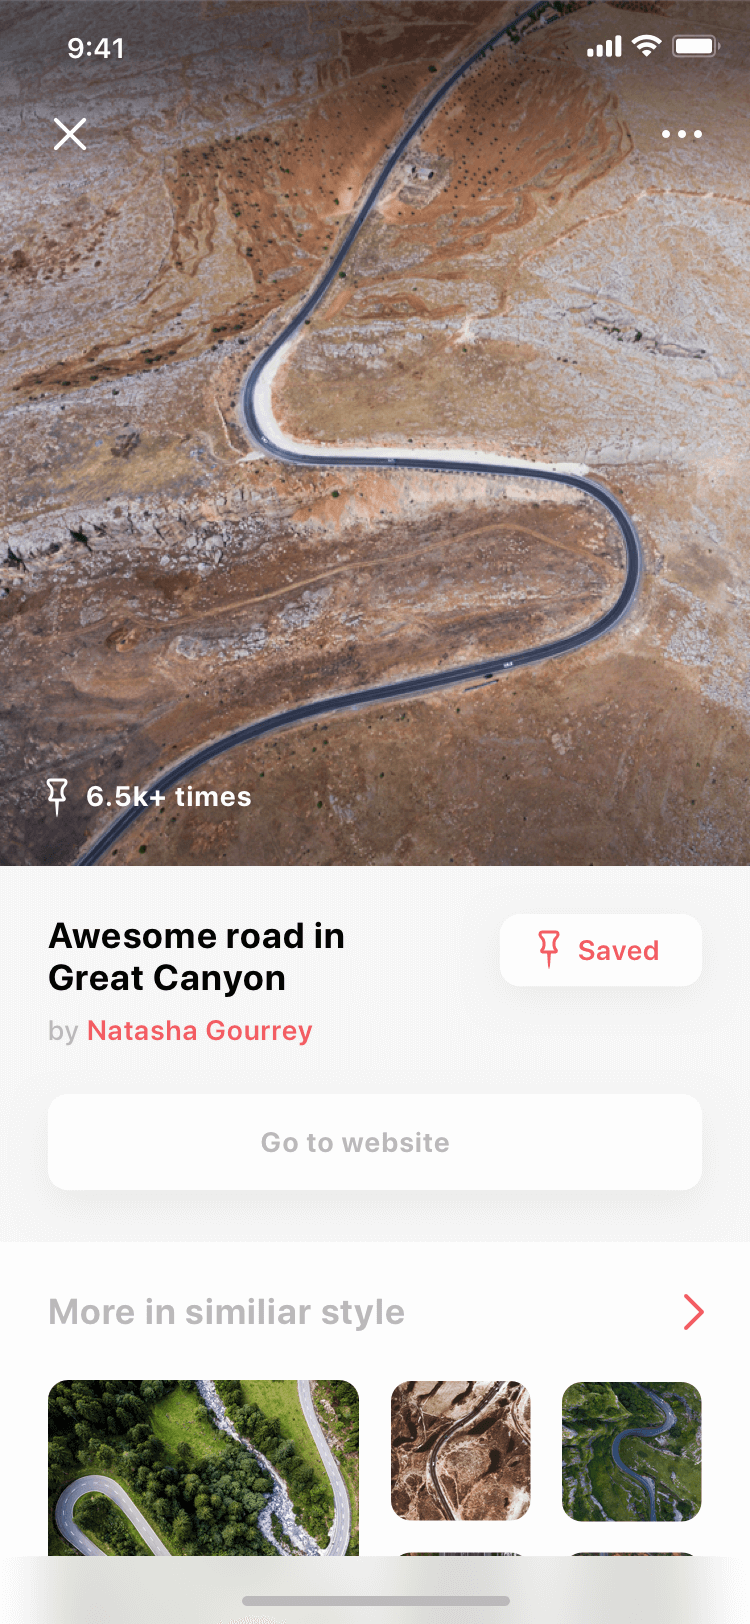 9:41
6.5k+ times
Awesome road in
Great Canyon
Saved
by Natasha Gourrey
Go to website
More in similiar style